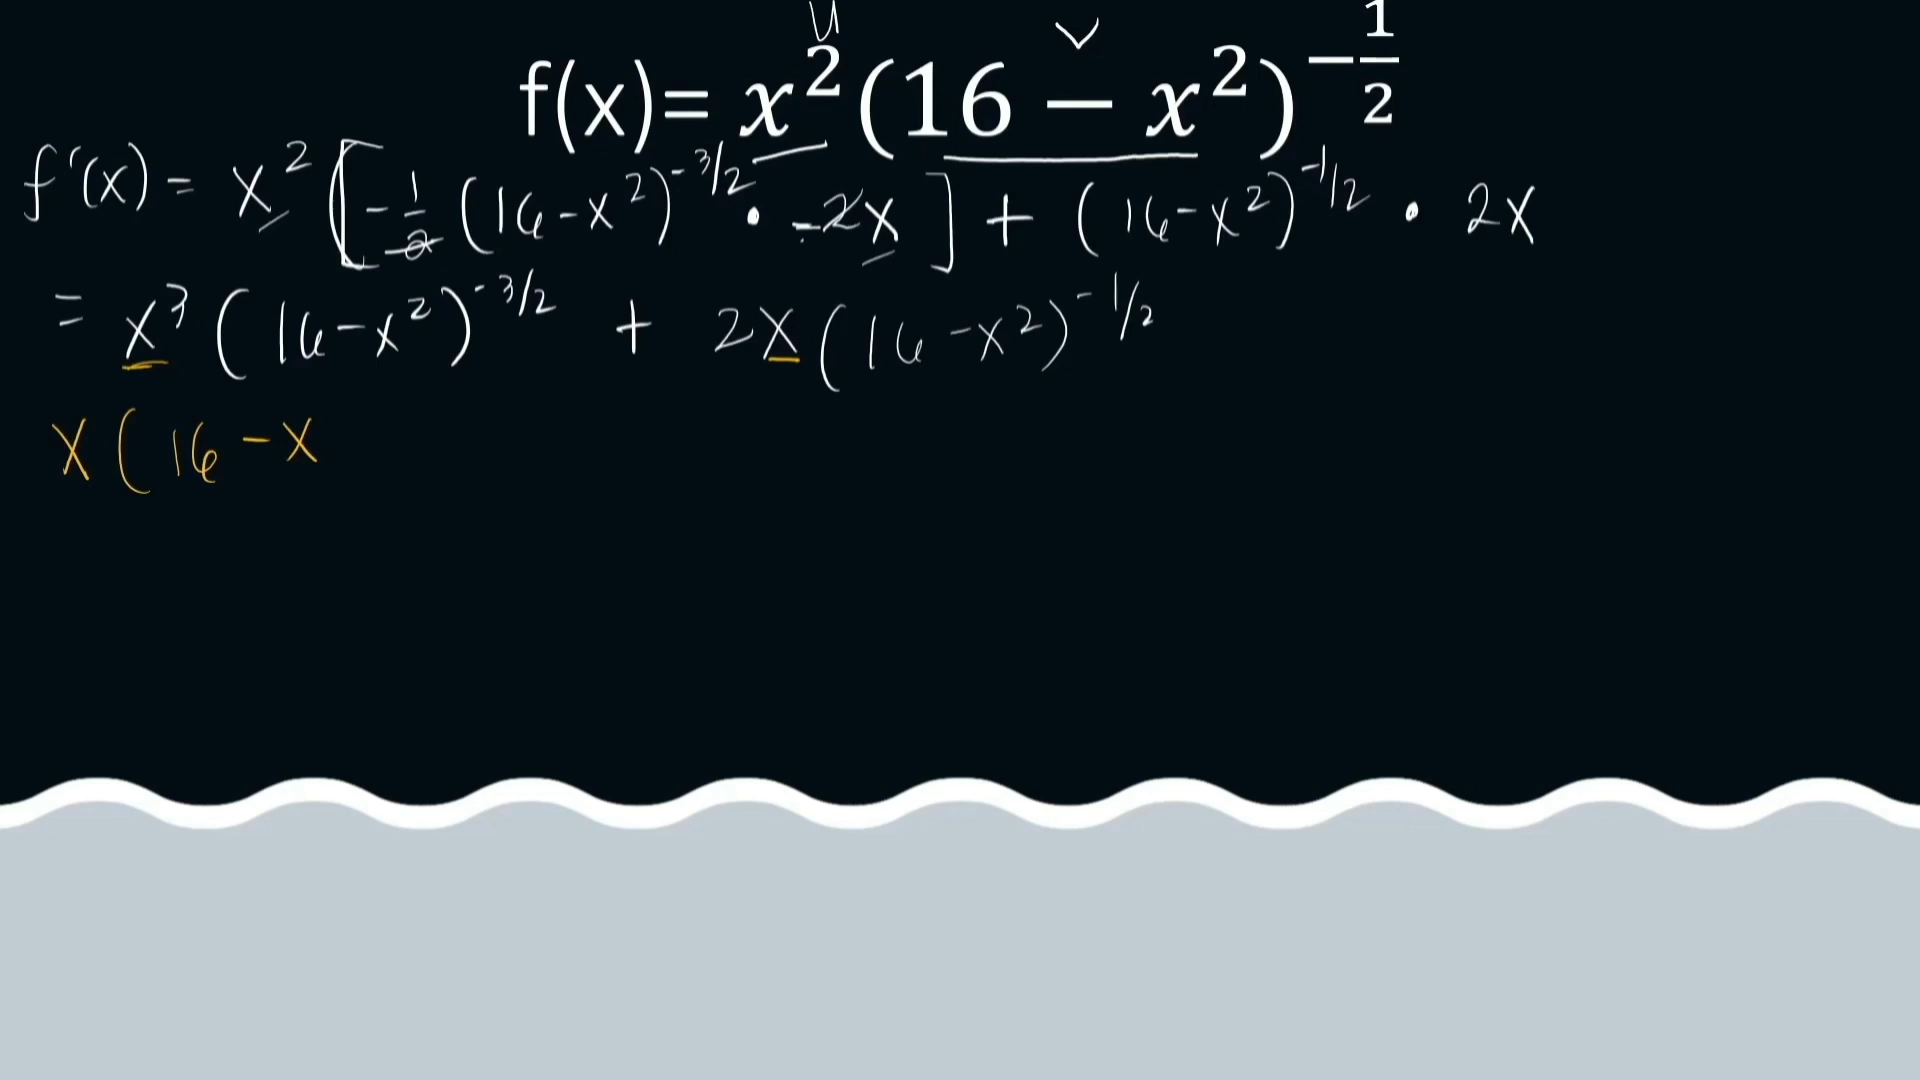 u v
f(x)= x²(16 − x²)^−1/2
f'(x) = x² [-1/2 (16-x²)^-3/2 • -2x] + (16-x²)^-1/2 • 2x
= x³ (16-x²)^-3/2 + 2x(16-x²)^-1/2
x(16-x